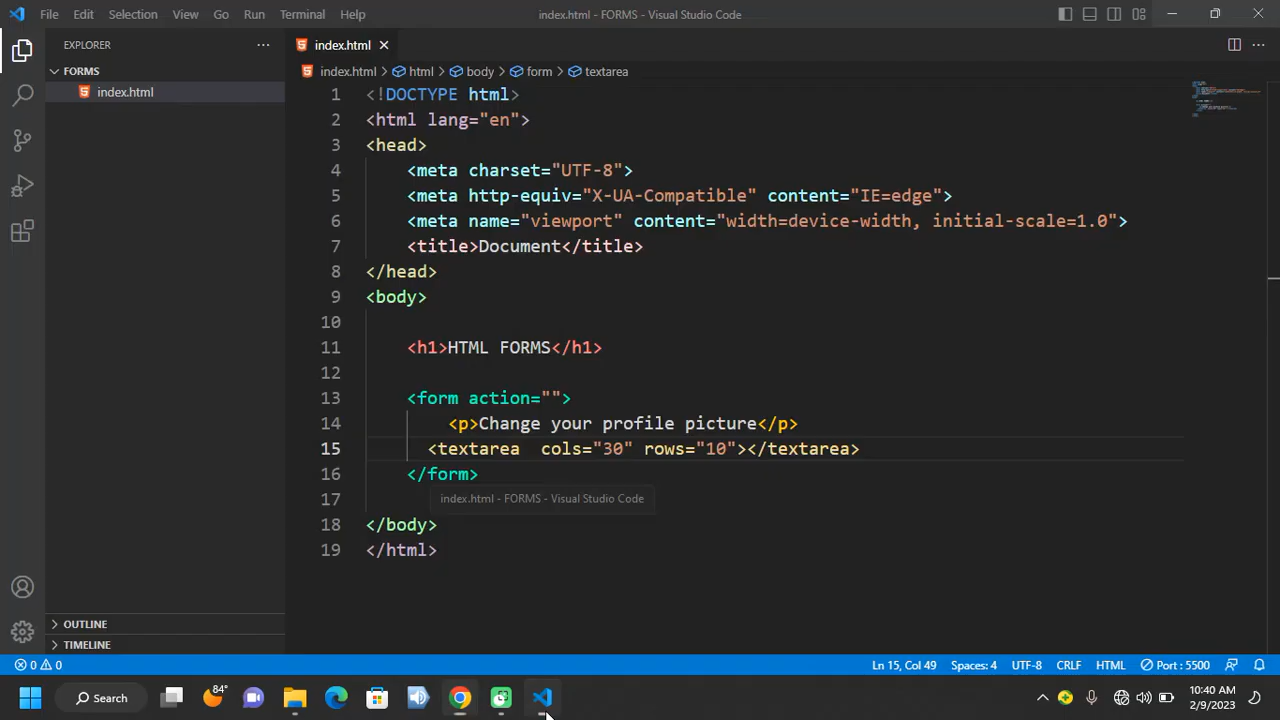 File Edit Selection View Go Run Terminal Help
index.html - FORMS - Visual Studio Code
EXPLORER
FORMS
index.html
OUTLINE
TIMELINE
index.html
index.html html body form textarea
1 <!DOCTYPE html>
2 <html lang="en">
3 <head>
4 <meta charset="UTF-8">
5 <meta http-equiv="X-UA-Compatible" content="IE=edge">
6 <meta name="viewport" content="width=device-width, initial-scale=1.0">
7 <title>Document</title>
8 </head>
9 <body>
10
11 <h1>HTML FORMS</h1>
12
13 <form action="">
14 <p>Change your profile picture</p>
15 <textarea  cols="30" rows="10"></textarea>
16 </form>
17
index.html - FORMS - Visual Studio Code
18 </body>
19 </html>
0 0
Ln 15, Col 49 Spaces: 4 UTF-8 CRLF HTML Port : 5500
Search
84°
10:40 AM
2/9/2023